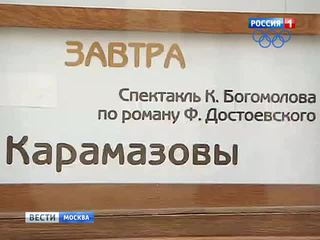 РОССИЯ 1
ЗАВТРА
Спектакль К. Богомолова
по роману Ф. Достоевского
Карамазовы
ВЕСТИ МОСКВА